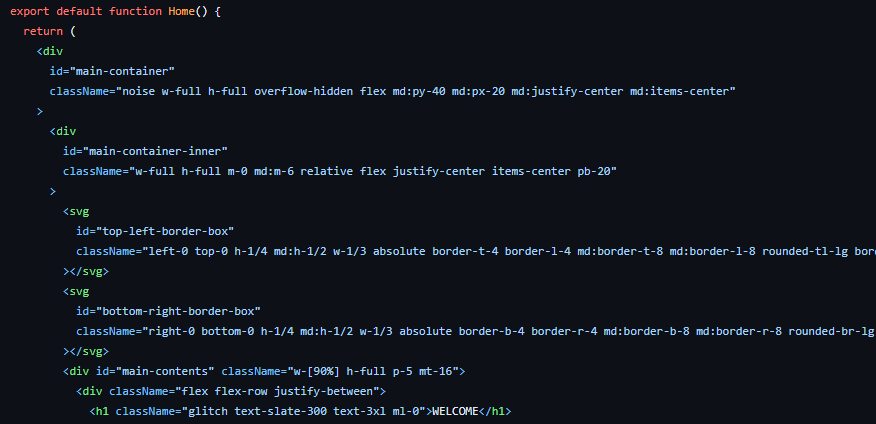 export default function Home() {
return (
<div
id="main-container"
className="noise w-full h-full overflow-hidden flex md:py-40 md:px-20 md:justify-center md:items-center"
>
<div
id="main-container-inner"
className="w-full h-full m-0 md:m-6 relative flex justify-center items-center pb-20"
>
<svg
id="top-left-border-box"
className="left-0 top-0 h-1/4 md:h-1/2 w-1/3 absolute border-t-4 border-l-4 md:border-t-8 md:border-l-8 rounded-tl-lg bor
></svg>
<svg
id="bottom-right-border-box"
className="right-0 bottom-0 h-1/4 md:h-1/2 w-1/3 absolute border-b-4 border-r-4 md:border-b-8 md:border-r-8 rounded-br-lg
></svg>
<div id="main-contents" className="w-[90%] h-full p-5 mt-16">
<div className="flex flex-row justify-between">
<h1 className="glitch text-slate-300 text-3xl ml-0">WELCOME</h1>